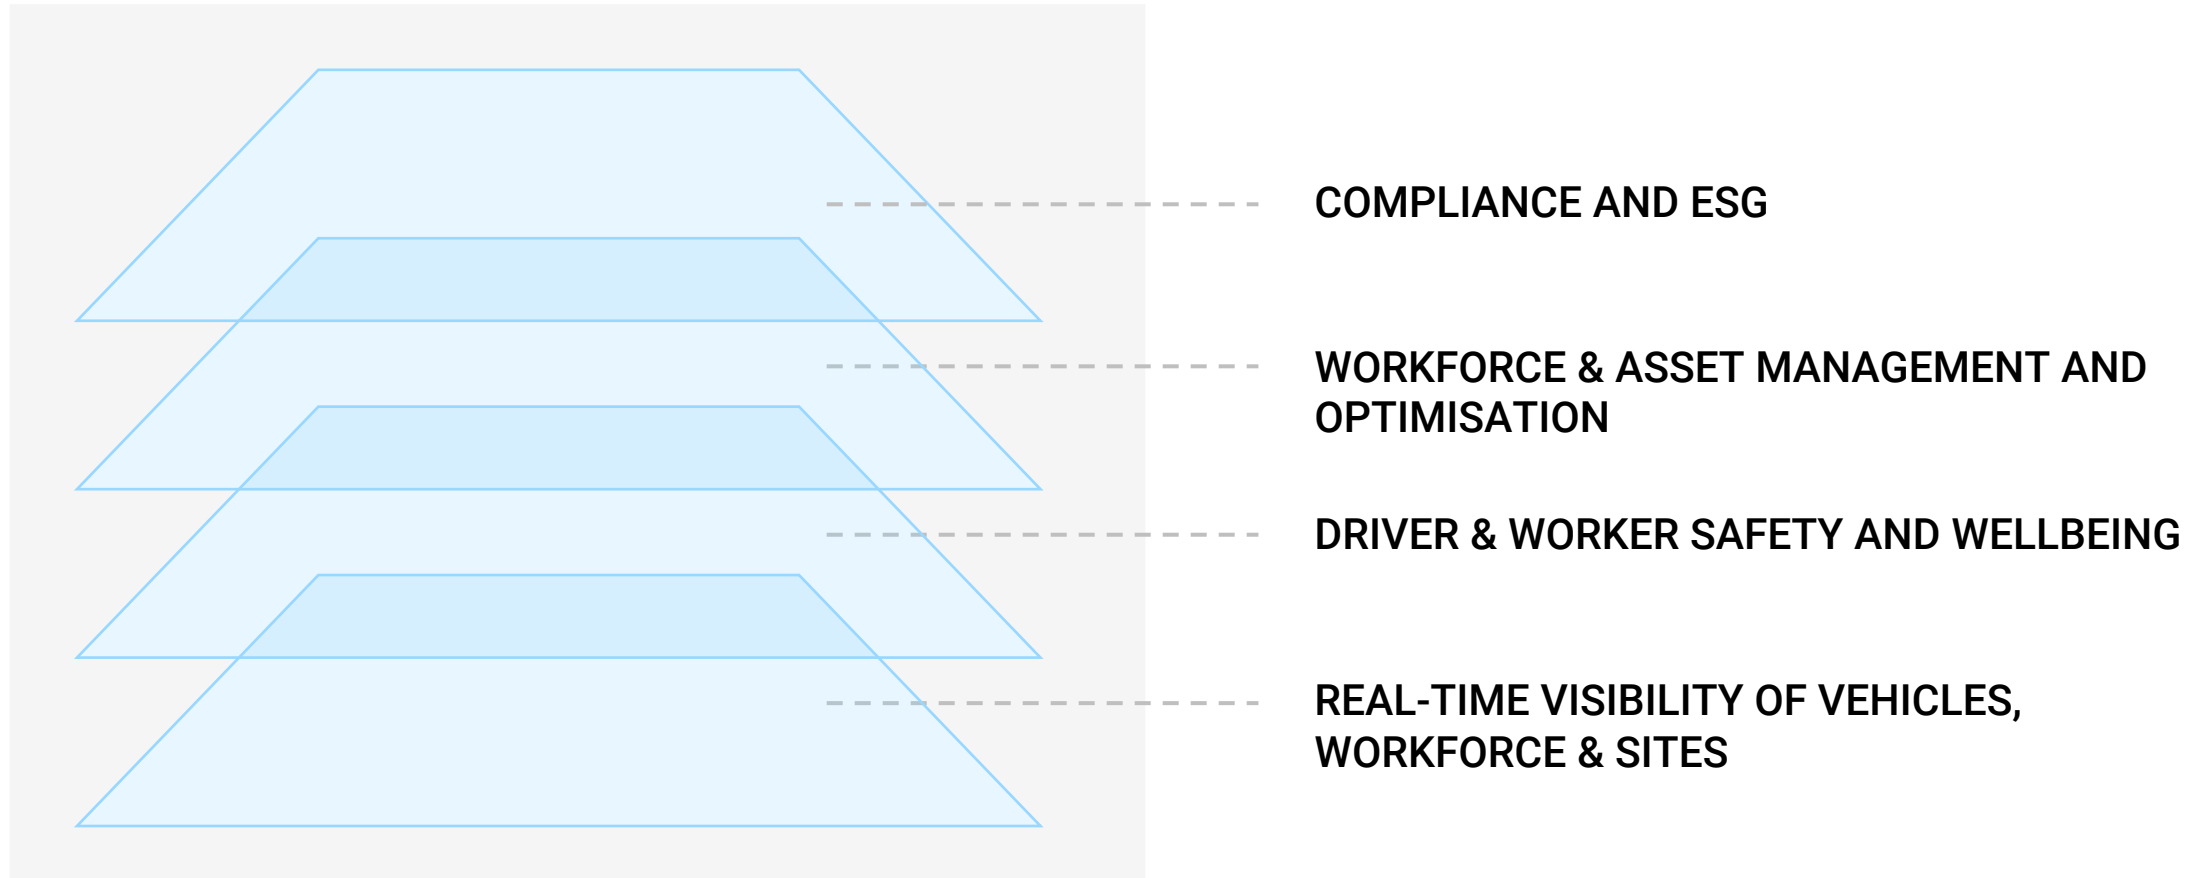 COMPLIANCE AND ESG
WORKFORCE & ASSET MANAGEMENT AND
OPTIMISATION
DRIVER & WORKER SAFETY AND WELLBEING
REAL-TIME VISIBILITY OF VEHICLES,
WORKFORCE & SITES